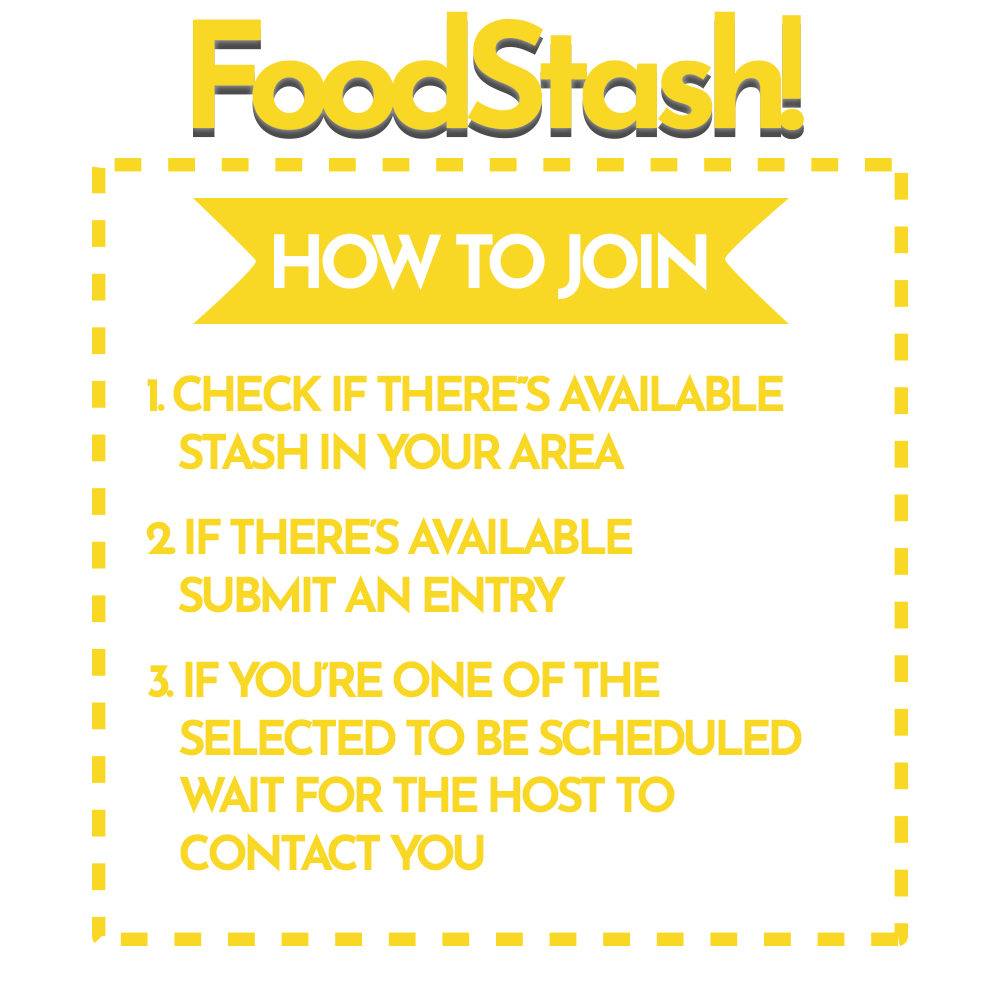 FoodStash!
HOW TO JOIN
1. CHECK IF THERE"S AVAILABLE
STASH IN YOUR AREA
2. IF THERE'S AVAILABLE
SUBMIT AN ENTRY
3. IF YOU'RE ONE OF THE
SELECTED TO BE SCHEDULED
WAIT FOR THE HOST TO
CONTACT YOU